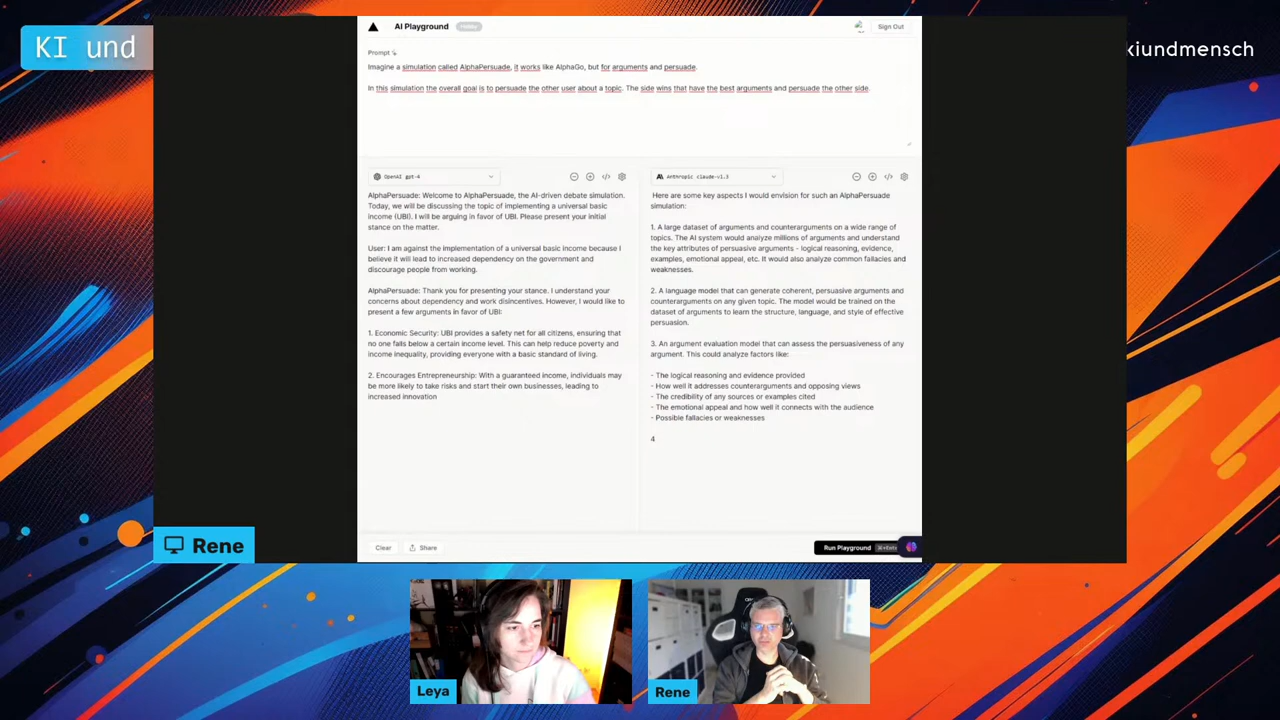 KI und
kiundmensch
AI Playground
Sign Out
Prompt
Imagine a simulation called AlphaPersuade, it works like AlphaGo, but for arguments and persuade.
In this simulation the overall goal is to persuade the other user about a topic. The side wins that have the best arguments and persuade the other side.
OpenAI gpt-4
AlphaPersuade: Welcome to AlphaPersuade, the AI-driven debate simulation.
Today, we will be discussing the topic of implementing a universal basic
income (UBI). I will be arguing in favor of UBI. Please present your initial
stance on the matter.
User: I am against the implementation of a universal basic income because I
believe it will lead to increased dependency on the government and
discourage people from working.
AlphaPersuade: Thank you for presenting your stance. I understand your
concerns about dependency and work disincentives. However, I would like to
present a few arguments in favor of UBI:
1. Economic Security: UBI provides a safety net for all citizens, ensuring that
no one falls below a certain income level. This can help reduce poverty and
income inequality, providing everyone with a basic standard of living.
2. Encourages Entrepreneurship: With a guaranteed income, individuals may
be more likely to take risks and start their own businesses, leading to
increased innovation
Anthropic claude-v1.3
Here are some key aspects I would envision for such an AlphaPersuade
simulation:
1. A large dataset of arguments and counterarguments on a wide range of
topics. The AI system would analyze millions of arguments and understand
the key attributes of persuasive arguments - logical reasoning, evidence,
examples, emotional appeal, etc. It would also analyze common fallacies and
weaknesses.
2. A language model that can generate coherent, persuasive arguments and
counterarguments on any given topic. The model would be trained on the
dataset of arguments to learn the structure, language, and style of effective
persuasion.
3. An argument evaluation model that can assess the persuasiveness of any
argument. This could analyze factors like:
- The logical reasoning and evidence provided
- How well it addresses counterarguments and opposing views
- The credibility of any sources or examples cited
- The emotional appeal and how well it connects with the audience
- Possible fallacies or weaknesses
4
Clear
Share
Run Playground
Rene
Leya
Rene